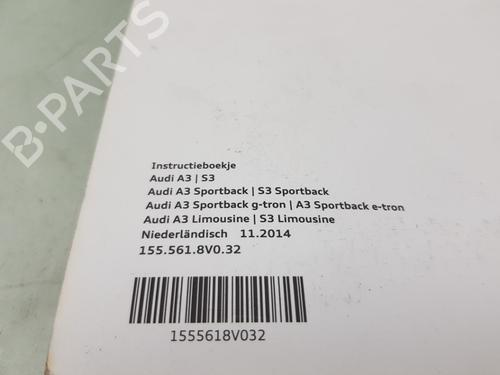 B-PARTS
Instructieboekje
Audi A3 | S3
Audi A3 Sportback | S3 Sportback
Audi A3 Sportback g-tron | A3 Sportback e-tron
Audi A3 Limousine | S3 Limousine
Niederländisch 11.2014
155.561.8V0.32
1555618V032